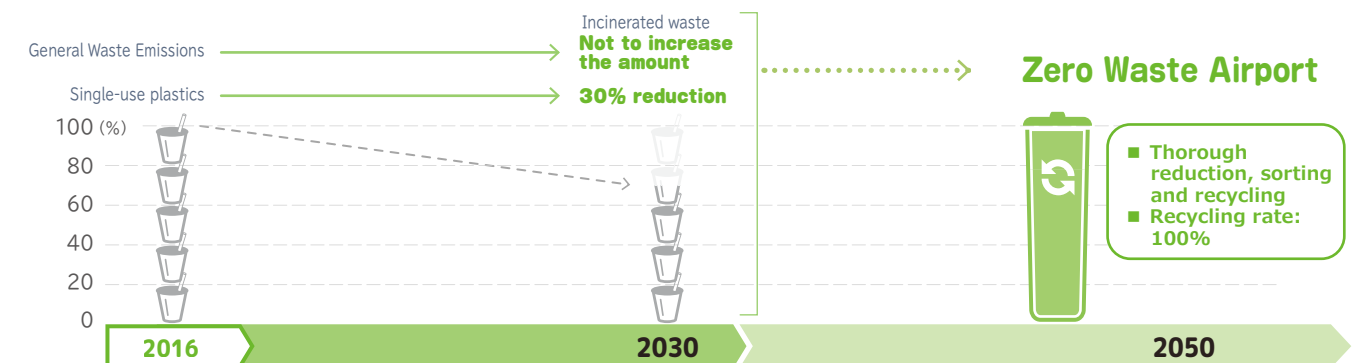 Incinerated waste
General Waste Emissions
Not to increase
the amount
Zero Waste Airport
Single-use plastics
30% reduction
100 (%)
80
60
40
20
0
■ Thorough
reduction, sorting
and recycling
■ Recycling rate:
100%
2016
2030
2050